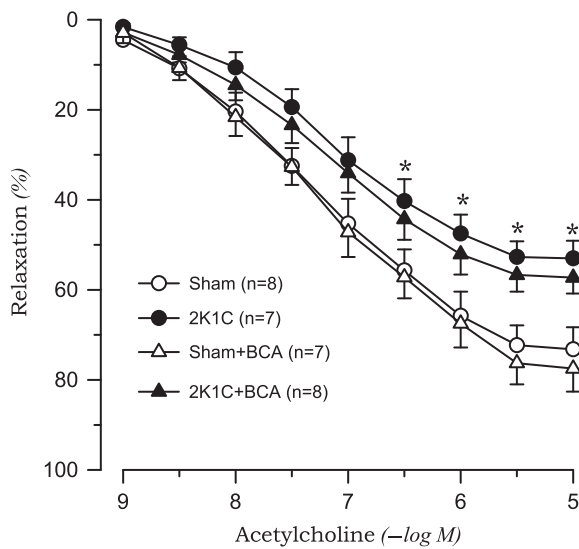 0
20
40
60
80
100
Relaxation (%)
* * * *
Sham (n=8)
2K1C (n=7)
Sham+BCA (n=7)
2K1C+BCA (n=8)
9 8 7 6 5
Acetylcholine (−log M)